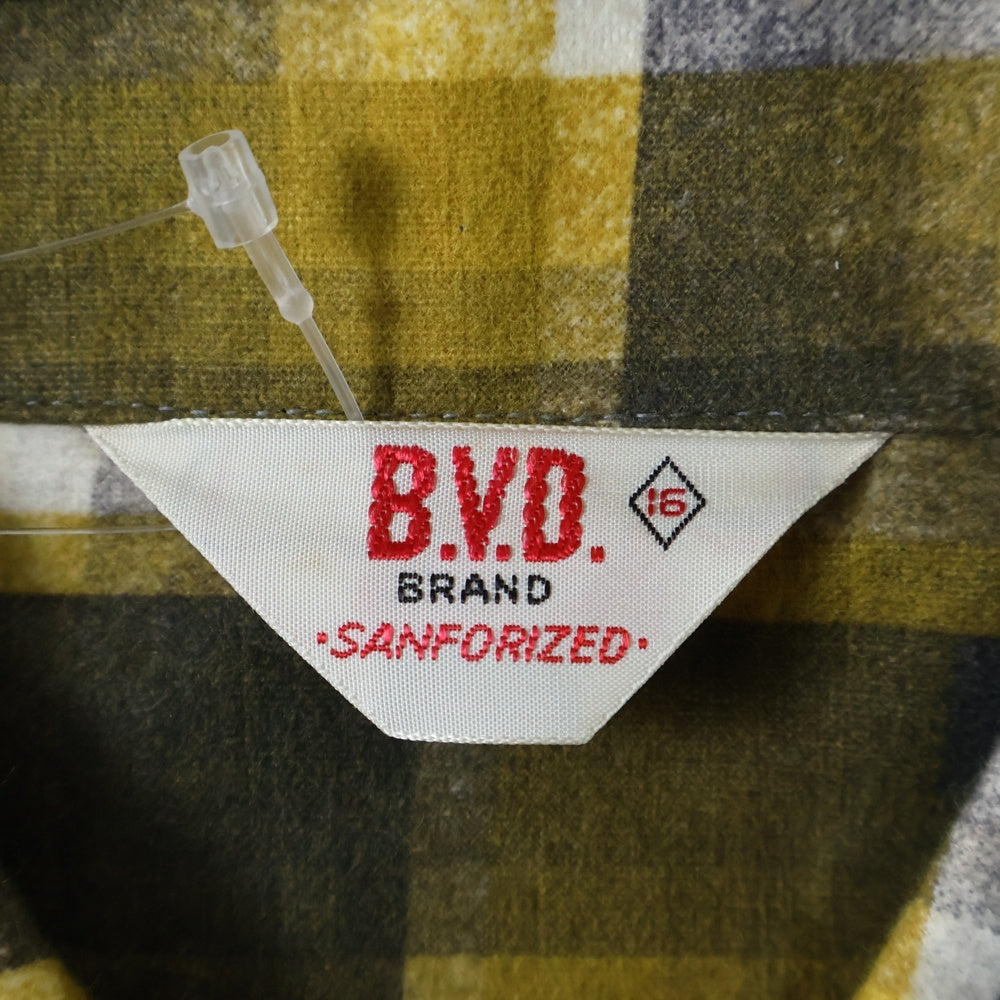 B.V.D.
16
BRAND
·SANFORIZED·